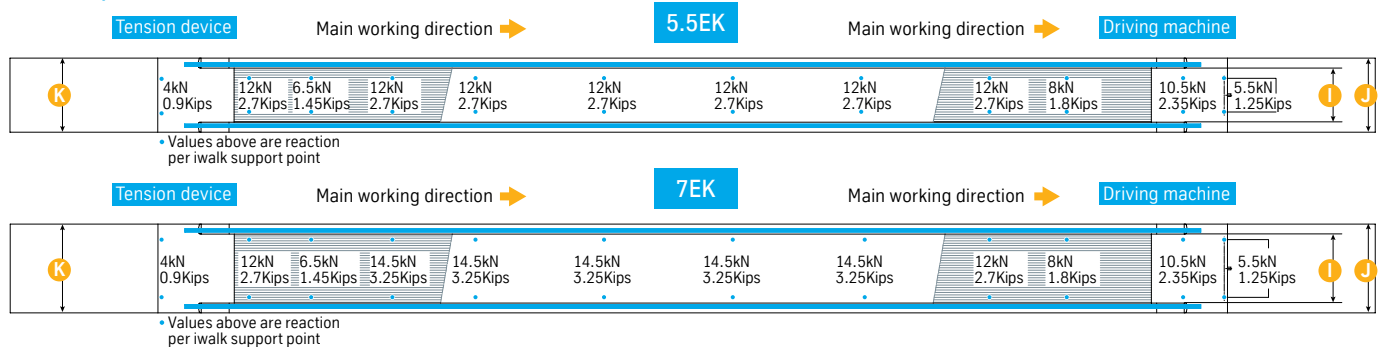 5.5EK
Tension device
Main working direction
Main working direction
Driving machine
K
4kN
0.9Kips
12kN
2.7Kips
6.5kN
1.45Kips
12kN
2.7Kips
12kN
2.7Kips
12kN
2.7Kips
12kN
2.7Kips
12kN
2.7Kips
12kN
2.7Kips
8kN
1.8Kips
10.5kN
2.35Kips
5.5kN
1.25Kips
I
J
• Values above are reaction
per iwalk support point
7EK
Tension device
Main working direction
Main working direction
Driving machine
K
4kN
0.9Kips
12kN
2.7Kips
6.5kN
1.45Kips
14.5kN
3.25Kips
14.5kN
3.25Kips
14.5kN
3.25Kips
14.5kN
3.25Kips
14.5kN
3.25Kips
12kN
2.7Kips
8kN
1.8Kips
10.5kN
2.35Kips
5.5kN
1.25Kips
I
J
• Values above are reaction
per iwalk support point